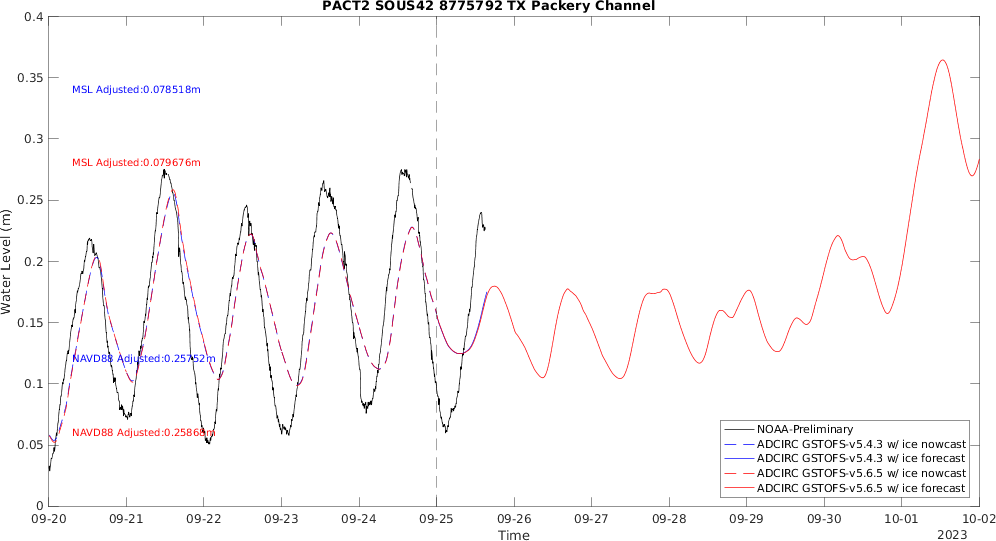 PACT2 SOUS42 8775792 TX Packery Channel
0.4
0.35
0.3
0.25
0.2
0.15
0.1
0.05
0
Water Level (m)
MSL Adjusted:0.078518m
MSL Adjusted:0.079676m
NAVD88 Adjusted:0.25752m
NAVD88 Adjusted:0.25868m
NOAA-Preliminary
ADCIRC GSTOFS-v5.4.3 w/ ice nowcast
ADCIRC GSTOFS-v5.4.3 w/ ice forecast
ADCIRC GSTOFS-v5.6.5 w/ ice nowcast
ADCIRC GSTOFS-v5.6.5 w/ ice forecast
09-20 09-21 09-22 09-23 09-24 09-25 09-26 09-27 09-28 09-29 09-30 10-01 10-02
Time
2023